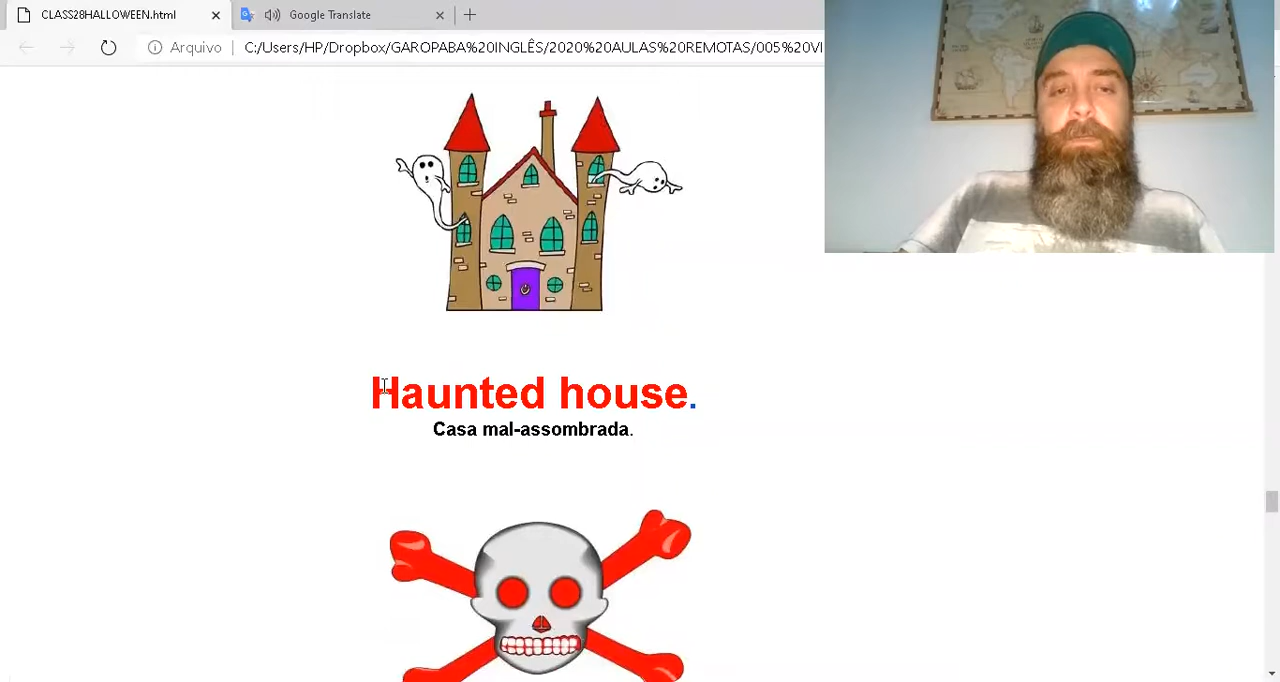 CLASS28HALLOWEEN.html
Google Translate
Arquivo
C:/Users/HP/Dropbox/GAROPABA%20INGLÊS/2020%20AULAS%20REMOTAS/005%20VI
Haunted house.
Casa mal-assombrada.